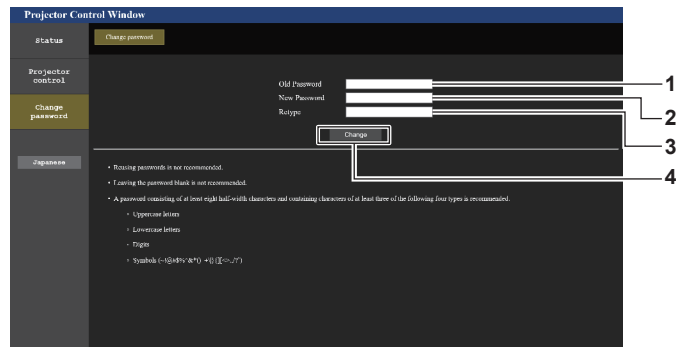 Projector Control Window
Status
Change password
Projector
control
Change
password
Japanese
Old Password
New Password
Retype
Change
1
2
3
4
• Reusing passwords is not recommended.
• Leaving the password blank is not recommended.
• A password consisting of at least eight half-width characters and containing characters of at least three of the following four types is recommended.
Uppercase letters
Lowercase letters
Digits
Symbols